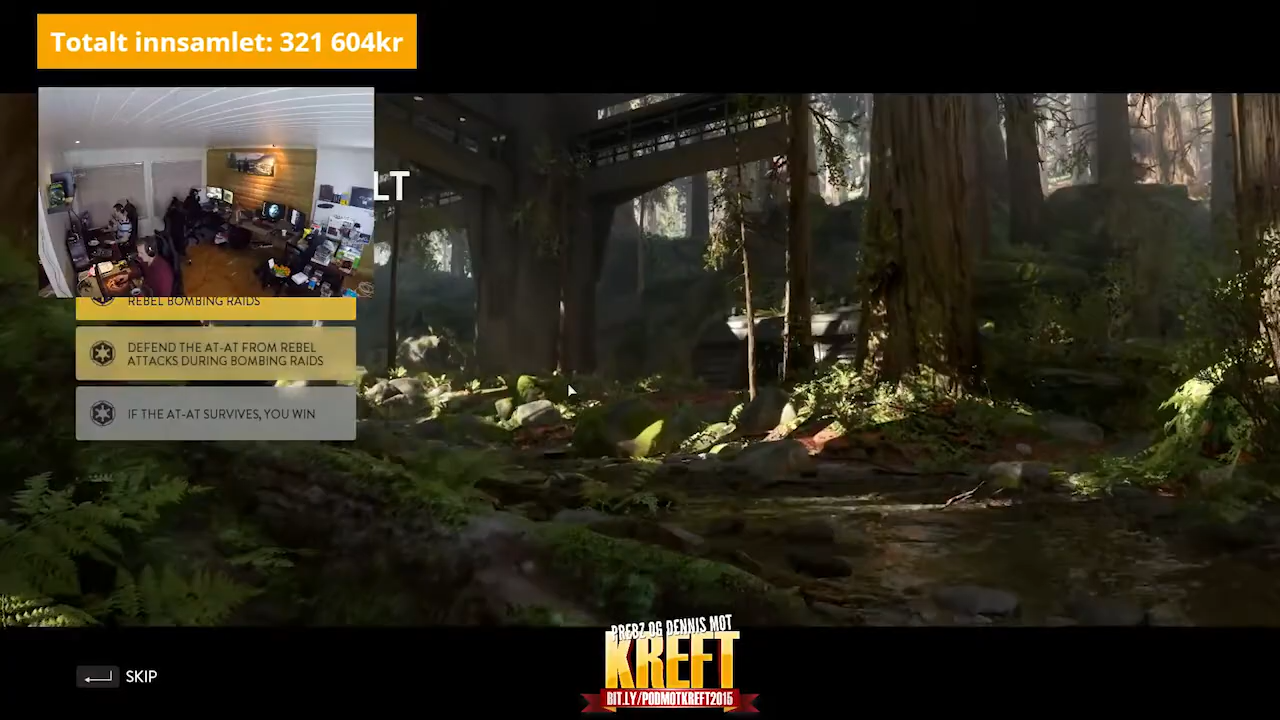 Totalt innsamlet: 321 604kr
LT
REBEL BOMBING RAIDS
DEFEND THE AT-AT FROM REBEL
ATTACKS DURING BOMBING RAIDS
IF THE AT-AT SURVIVES, YOU WIN
SKIP
PREBZ OG DENNIS MOT
KREFT
BIT.LY/PODMOTKREFT2015